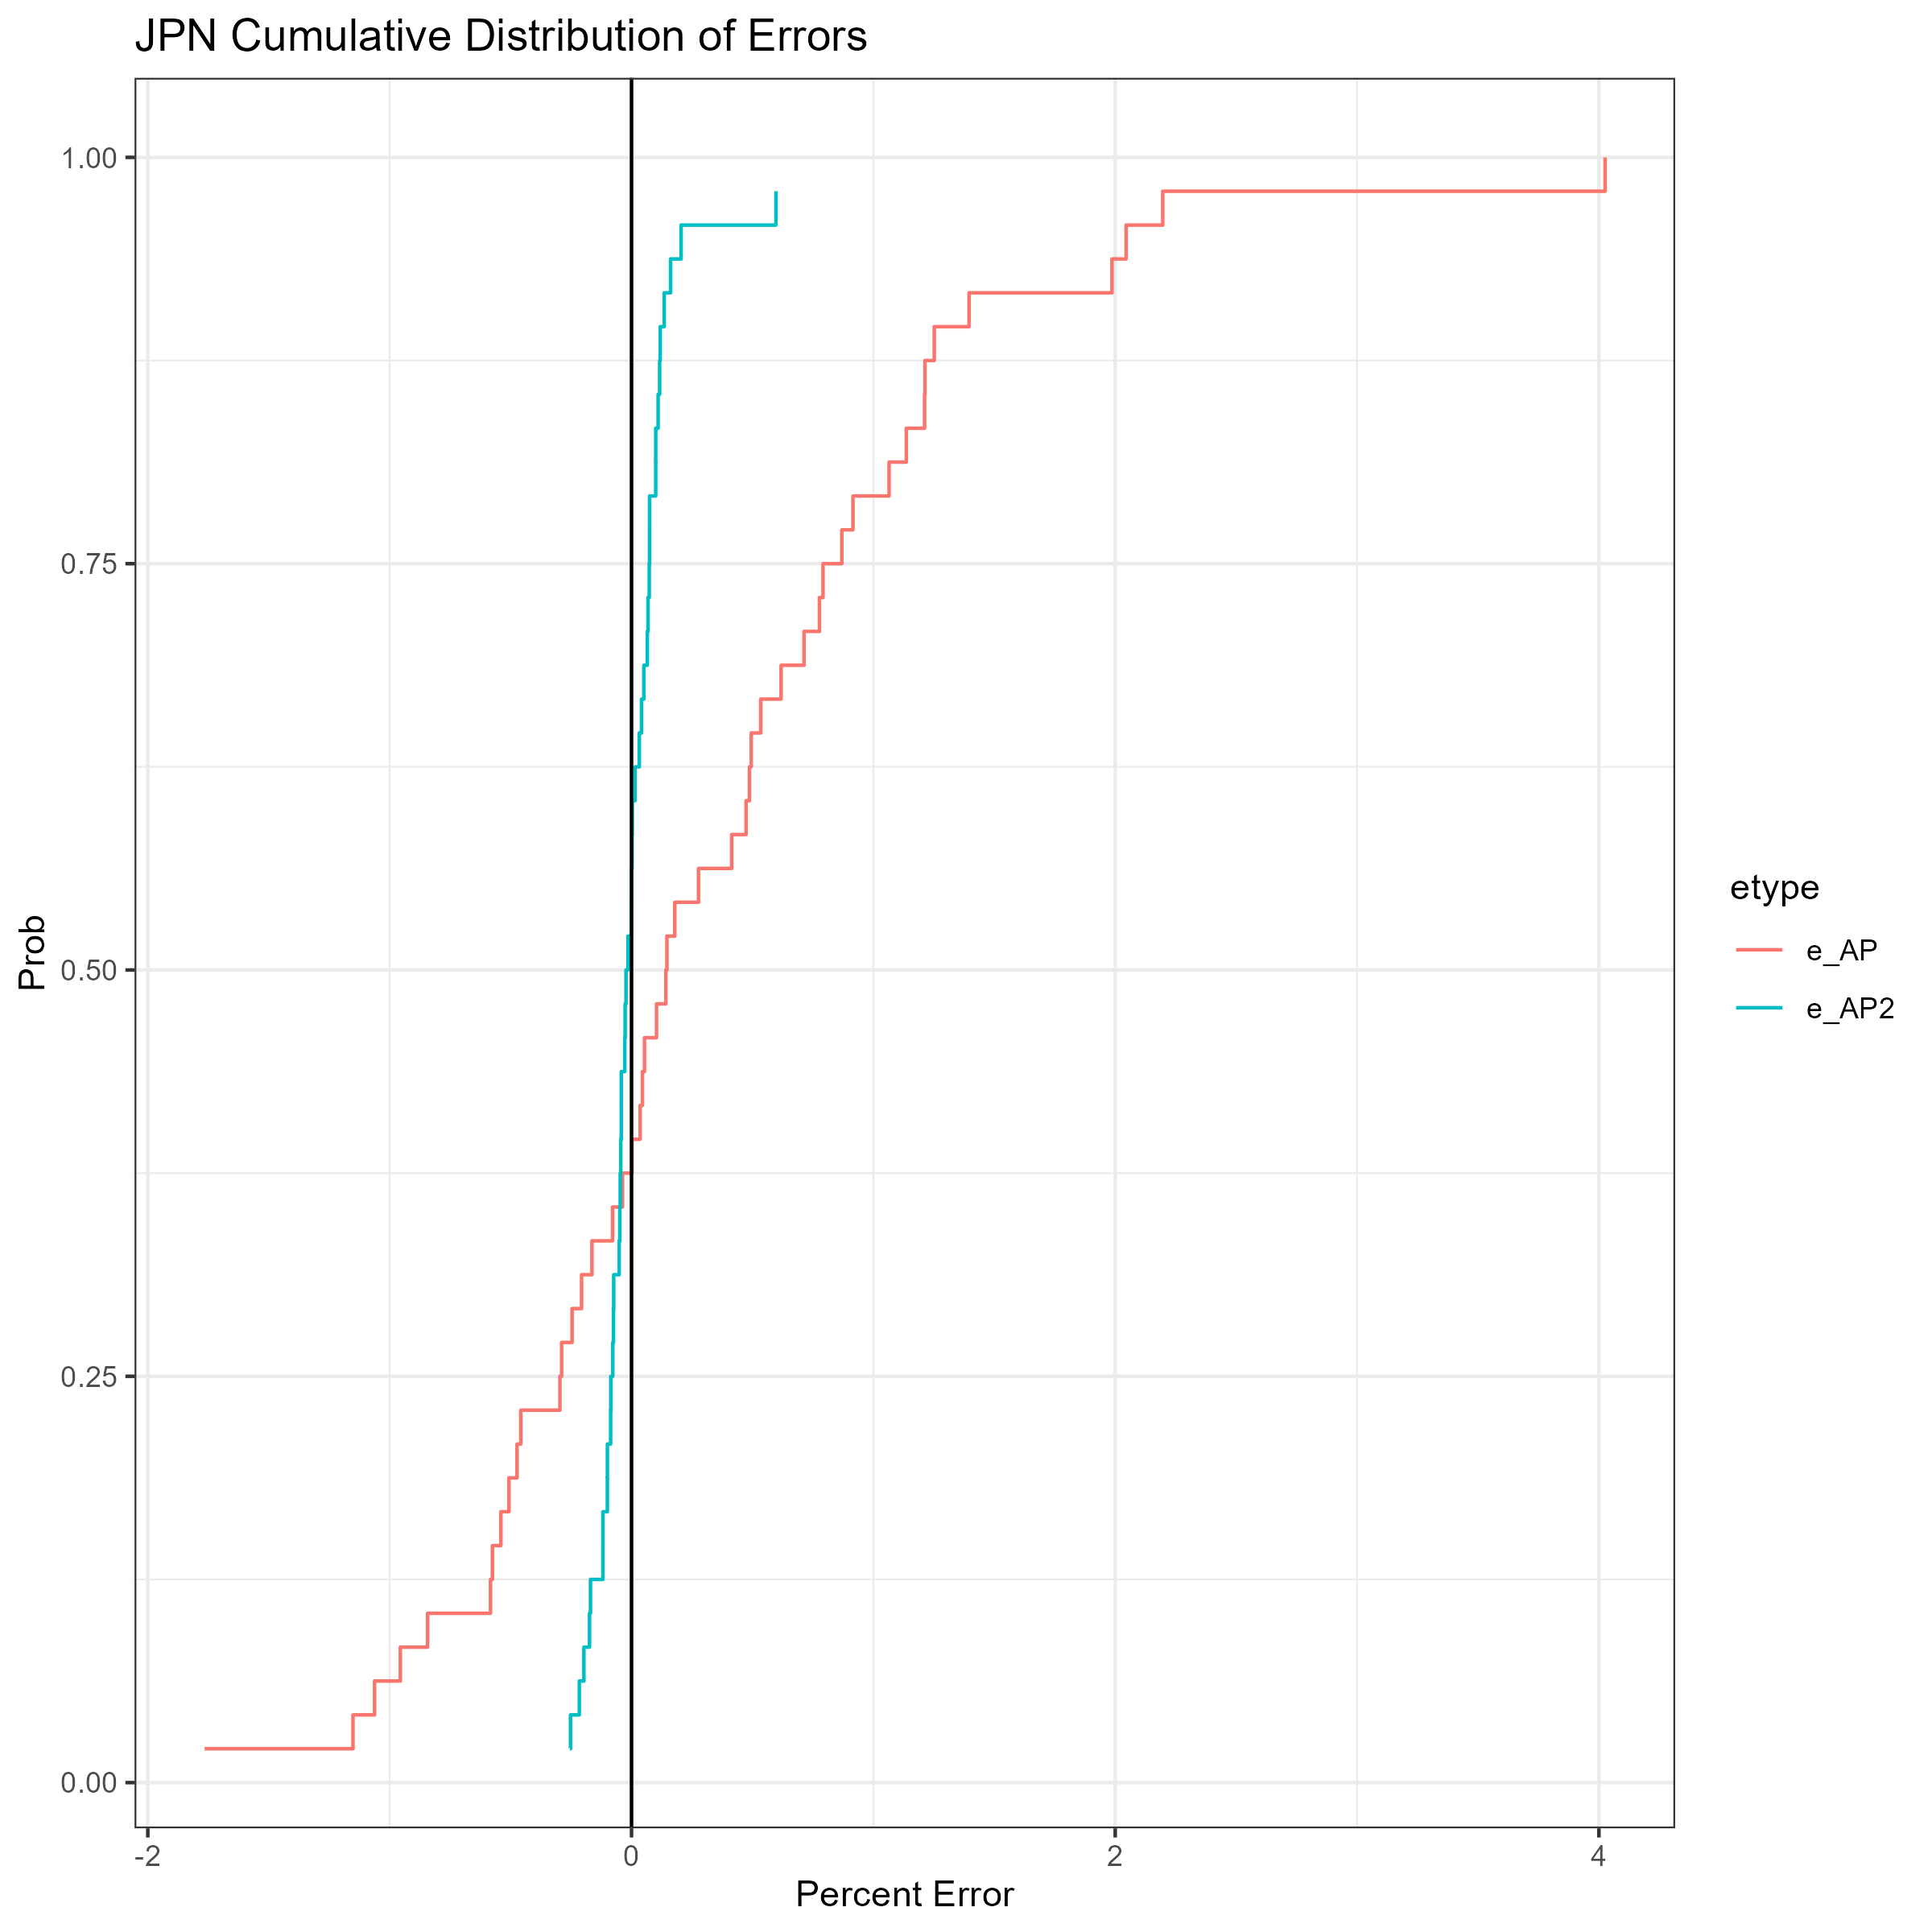 JPN Cumulative Distribution of Errors
Prob
1.00
0.75
0.50
0.25
0.00
-2
0
2
4
Percent Error
etype
e_AP
e_AP2